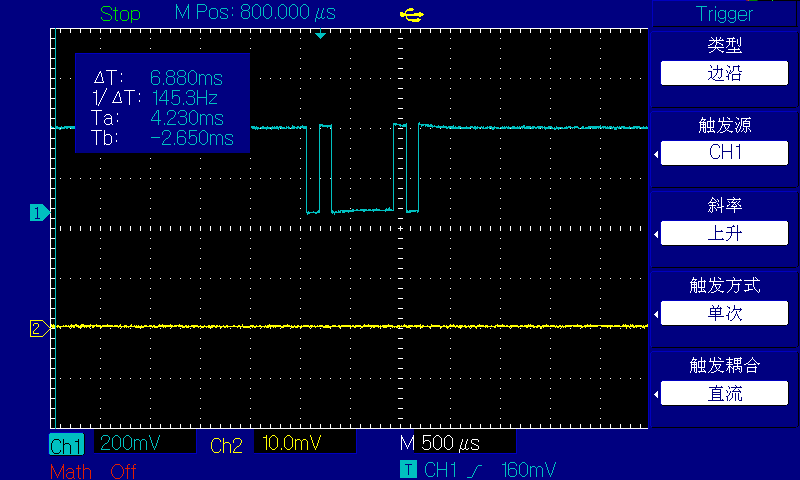 Stop M Pos: 800.000 μs Trigger
类型
ΔT: 6.880ms 边沿
1/ΔT: 145.3Hz
Ta: 4.230ms
Tb: -2.650ms
触发源
CH1
斜率
1
上升
触发方式
单次
2
触发耦合
直流
Ch1 200mV Ch2 10.0mV M 500 μs
Math Off T CH1 160mV